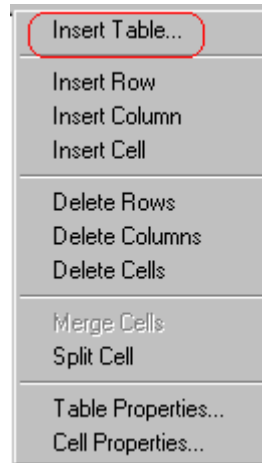 Insert Table...
Insert Row
Insert Column
Insert Cell
Delete Rows
Delete Columns
Delete Cells
Merge Cells
Split Cell
Table Properties...
Cell Properties...